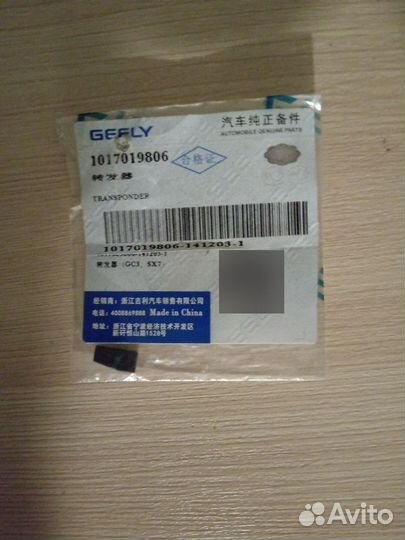 GEELY
汽车纯正备件
AUTOMOBILE GENUINE PARTS
1017019806
合格证
转发器
TRANSPONDER
1017019806-141203-1
转发器 (GC3、SX7)
经销商：浙江吉利汽车销售有限公司
电话：4008869888 Made in China
地址：浙江省宁波经济技术开发区
新矸恒山路1528号
Avito